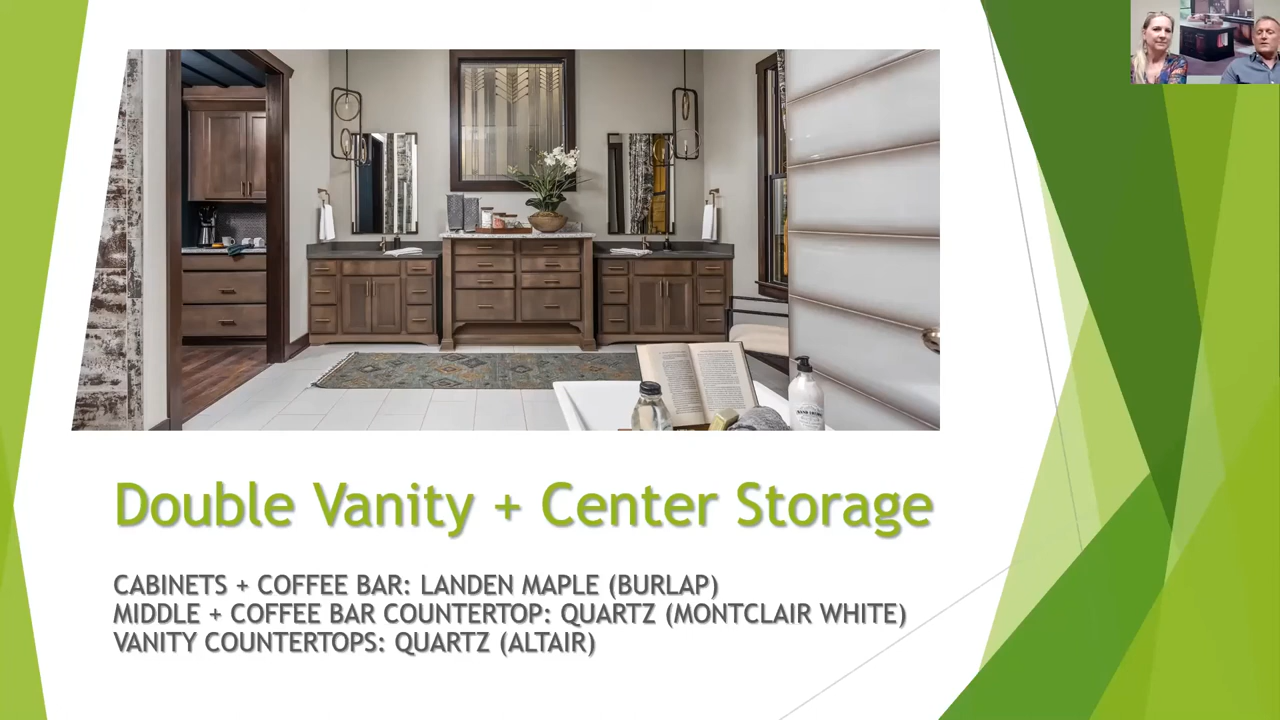 Double Vanity + Center Storage
CABINETS + COFFEE BAR: LANDEN MAPLE (BURLAP)
MIDDLE + COFFEE BAR COUNTERTOP: QUARTZ (MONTCLAIR WHITE)
VANITY COUNTERTOPS: QUARTZ (ALTAIR)